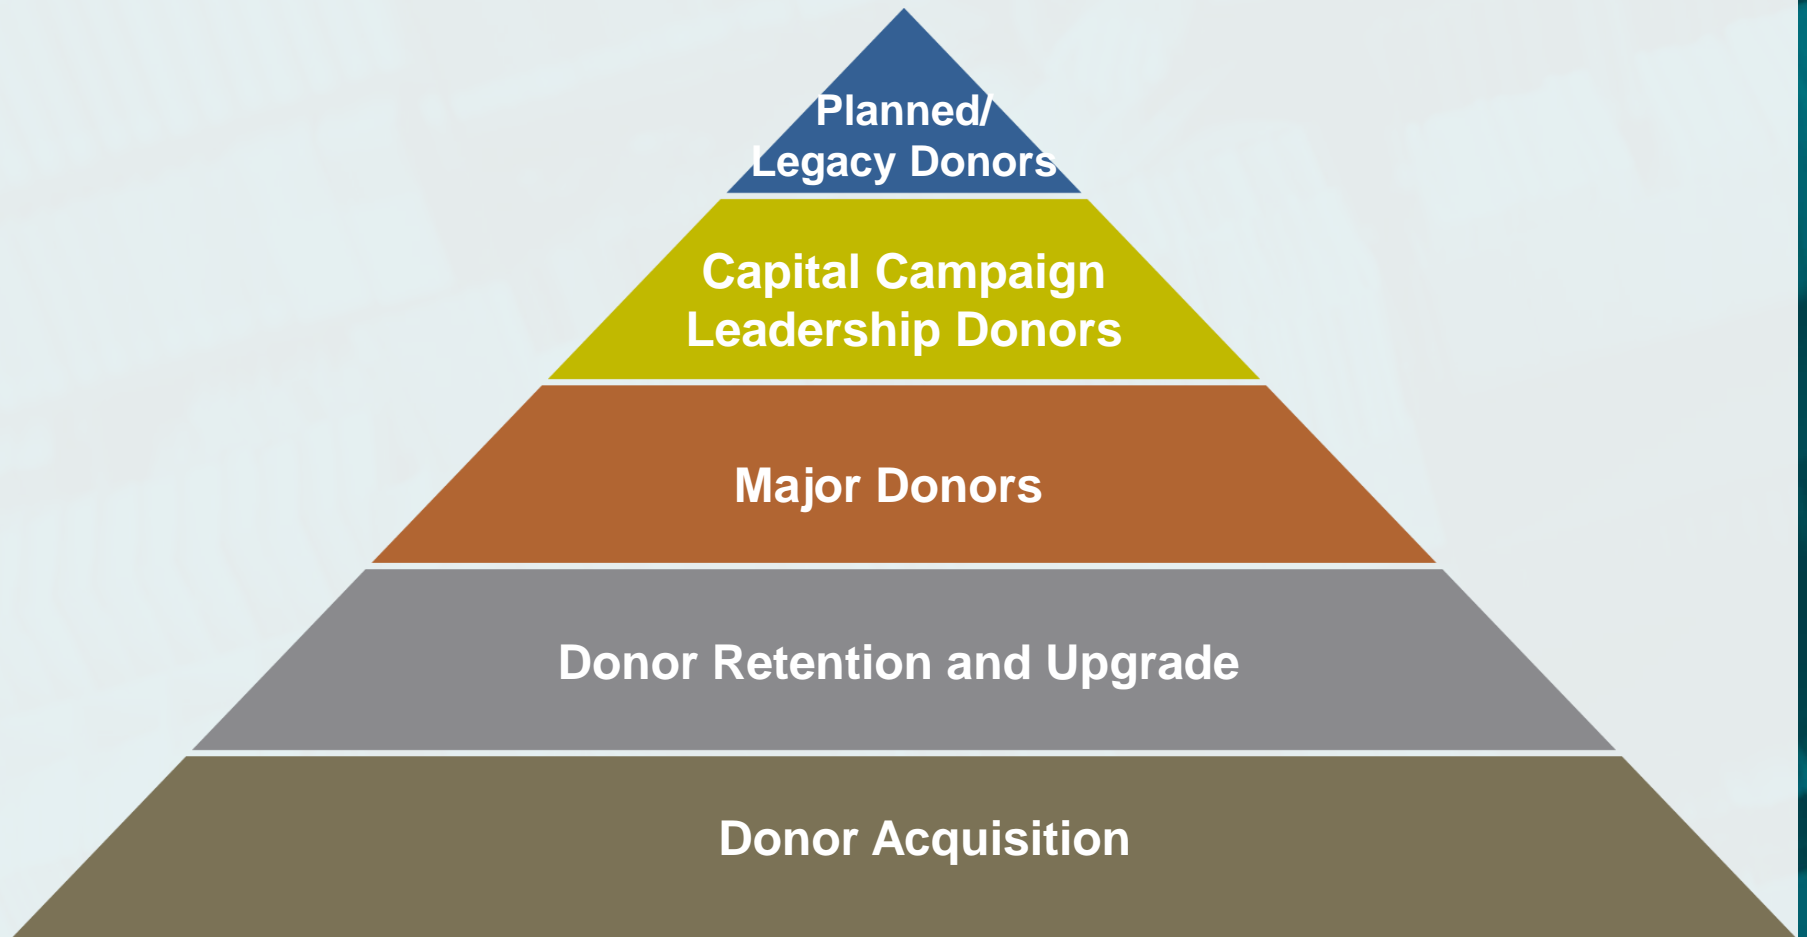 Planned/
Legacy Donors
Capital Campaign
Leadership Donors
Major Donors
Donor Retention and Upgrade
Donor Acquisition